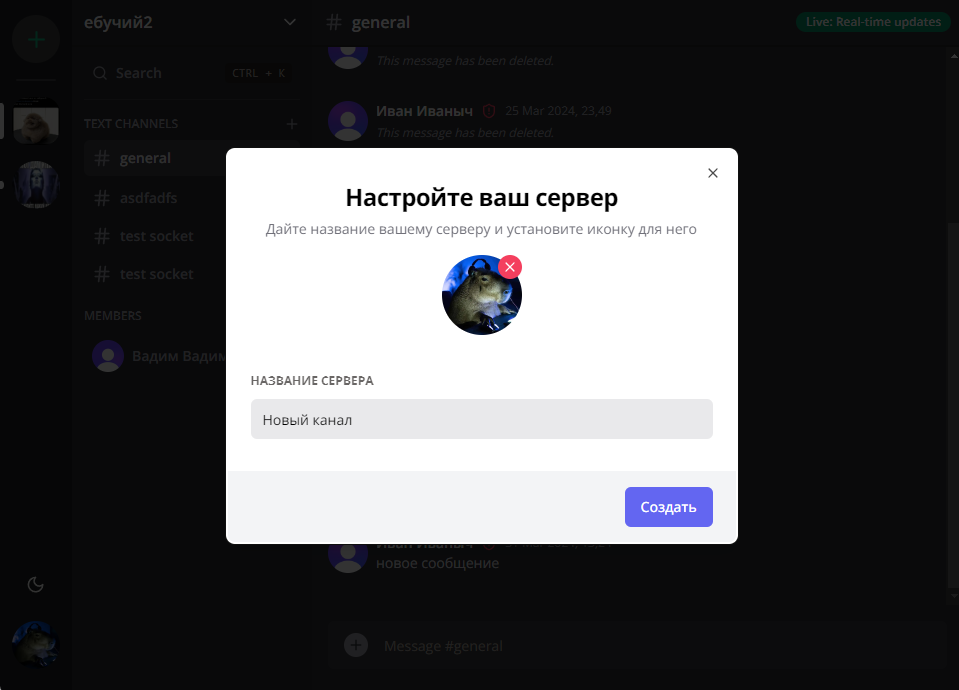 ебучий2
# general
Live: Real-time updates
Search
CTRL + K
This message has been deleted.
Иван Иваныч 25 Mar 2024, 23,49
This message has been deleted.
TEXT CHANNELS
# general
# asdfadfs
# test socket
# test socket
MEMBERS
Вадим Вадим
Настройте ваш сервер
Дайте название вашему серверу и установите иконку для него
НАЗВАНИЕ СЕРВЕРА
Новый канал
Создать
Иван Иваныч
новое сообщение
Message #general